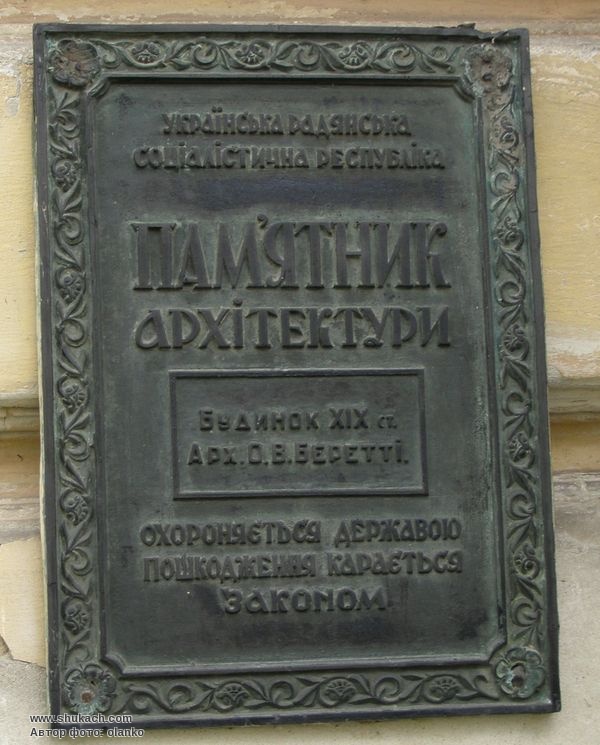 УКРАЇНСЬКА РАДЯНСЬКА
СОЦІАЛІСТИЧНА РЕСПУБЛІКА
ПАМ'ЯТНИК
АРХІТЕКТУРИ
БУДИНОК XIX СТ.
АРХ. О.В.БЕРЕТТІ.
ОХОРОНЯЄТЬСЯ ДЕРЖАВОЮ
ПОШКОДЖЕННЯ КАРАЄТЬСЯ
ЗАКОНОМ
www.shukach.com
Автор фото: olanko